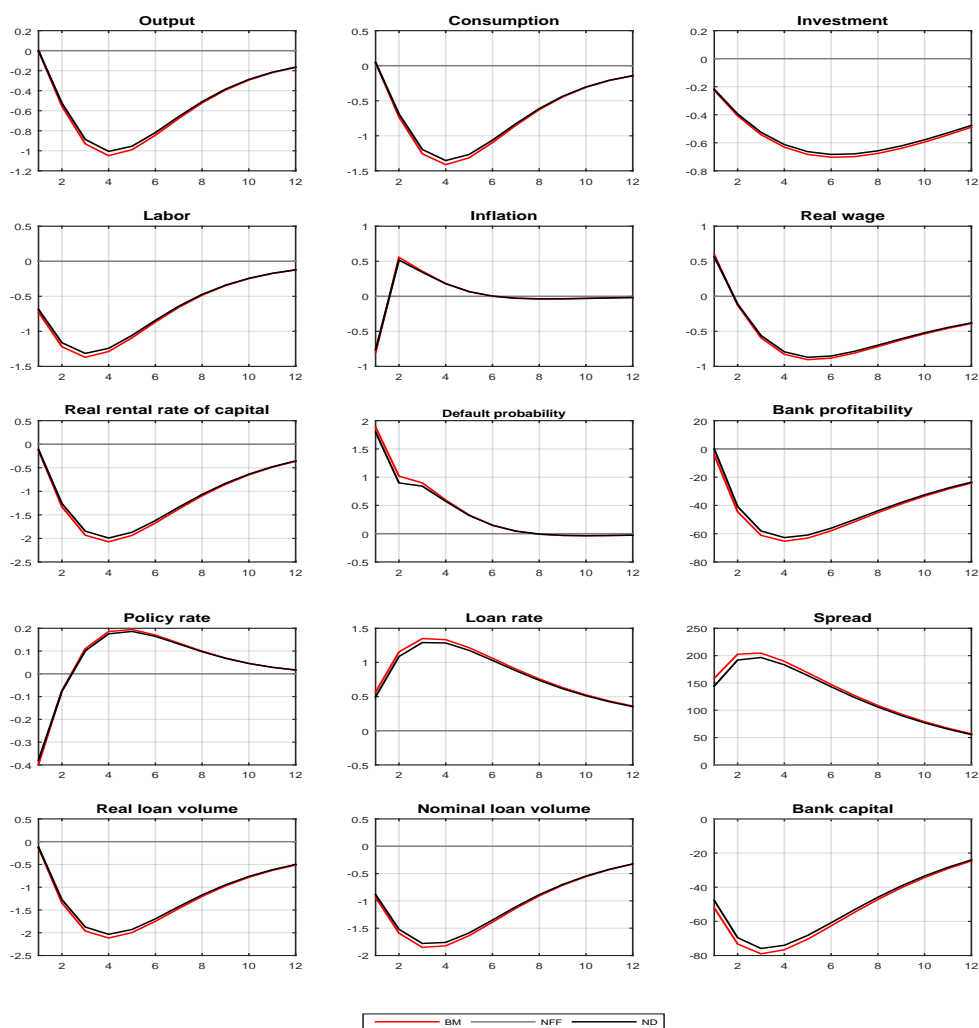 Output Consumption Investment
0.2 0.5 0.2
0 0 0
-0.2 -0.5 -0.2
-0.4 -1 -0.4
-0.6 -1.5 -0.6
-0.8 -0.8
-1
-1.2
2 4 6 8 10 12 2 4 6 8 10 12 2 4 6 8 10 12
Labor Inflation Real wage
0.5 1 1
0 0.5 0.5
-0.5 0 0
-1 -0.5 -0.5
-1.5 -1 -1
2 4 6 8 10 12 2 4 6 8 10 12 2 4 6 8 10 12
Real rental rate of capital Default probability Bank profitability
0.5 2 20
0 1.5 0
-0.5 1 -20
-1 0.5 -40
-1.5 0 -60
-2 -0.5 -80
-2.5
2 4 6 8 10 12 2 4 6 8 10 12 2 4 6 8 10 12
Policy rate Loan rate Spread
0.2 1.5 250
0.1 1 200
0 0.5 150
-0.1 0 100
-0.2 -0.5 50
-0.3 0
-0.4
2 4 6 8 10 12 2 4 6 8 10 12 2 4 6 8 10 12
Real loan volume Nominal loan volume Bank capital
0.5 0.5 0
0 0 -20
-0.5 -0.5 -40
-1 -1 -60
-1.5 -1.5 -80
-2 -2
-2.5
2 4 6 8 10 12 2 4 6 8 10 12 2 4 6 8 10 12
BM NFF ND